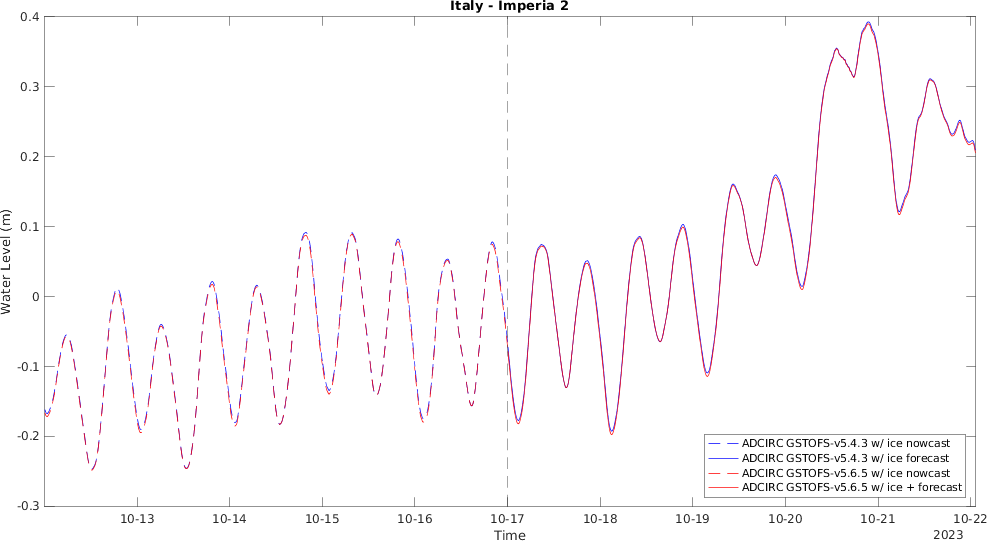 Italy - Imperia 2
0.4
0.3
0.2
0.1
0
-0.1
-0.2
-0.3
Water Level (m)
ADCIRC GSTOFS-v5.4.3 w/ ice nowcast
ADCIRC GSTOFS-v5.4.3 w/ ice forecast
ADCIRC GSTOFS-v5.6.5 w/ ice nowcast
ADCIRC GSTOFS-v5.6.5 w/ ice + forecast
10-13 10-14 10-15 10-16 10-17 10-18 10-19 10-20 10-21 10-22
Time
2023